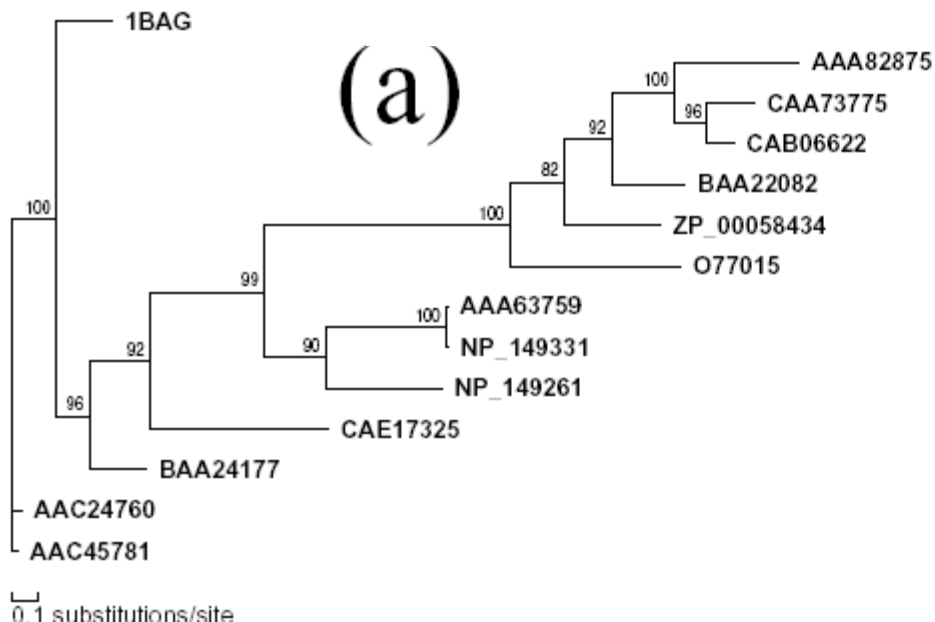 1BAG
(a)
AAA82875
100
CAA73775
96
CAB06622
92
82
BAA22082
100
100
ZP_00058434
O77015
99
AAA63759
100
NP_149331
90
92
NP_149261
96
CAE17325
BAA24177
AAC24760
AAC45781
0.1 substitutions/site